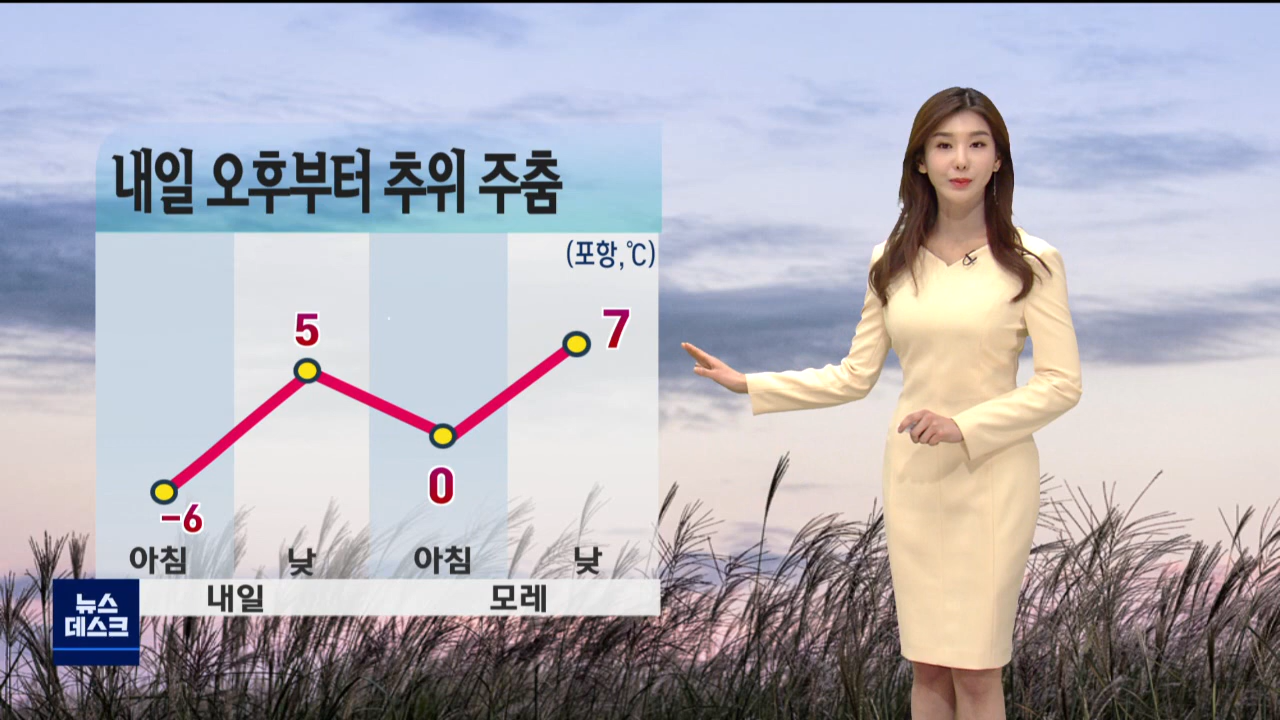 내일 오후부터 추위 주춤
(포항,℃)
5
7
-6
0
아침 낮 아침 낮
내일 모레
뉴스
데스크